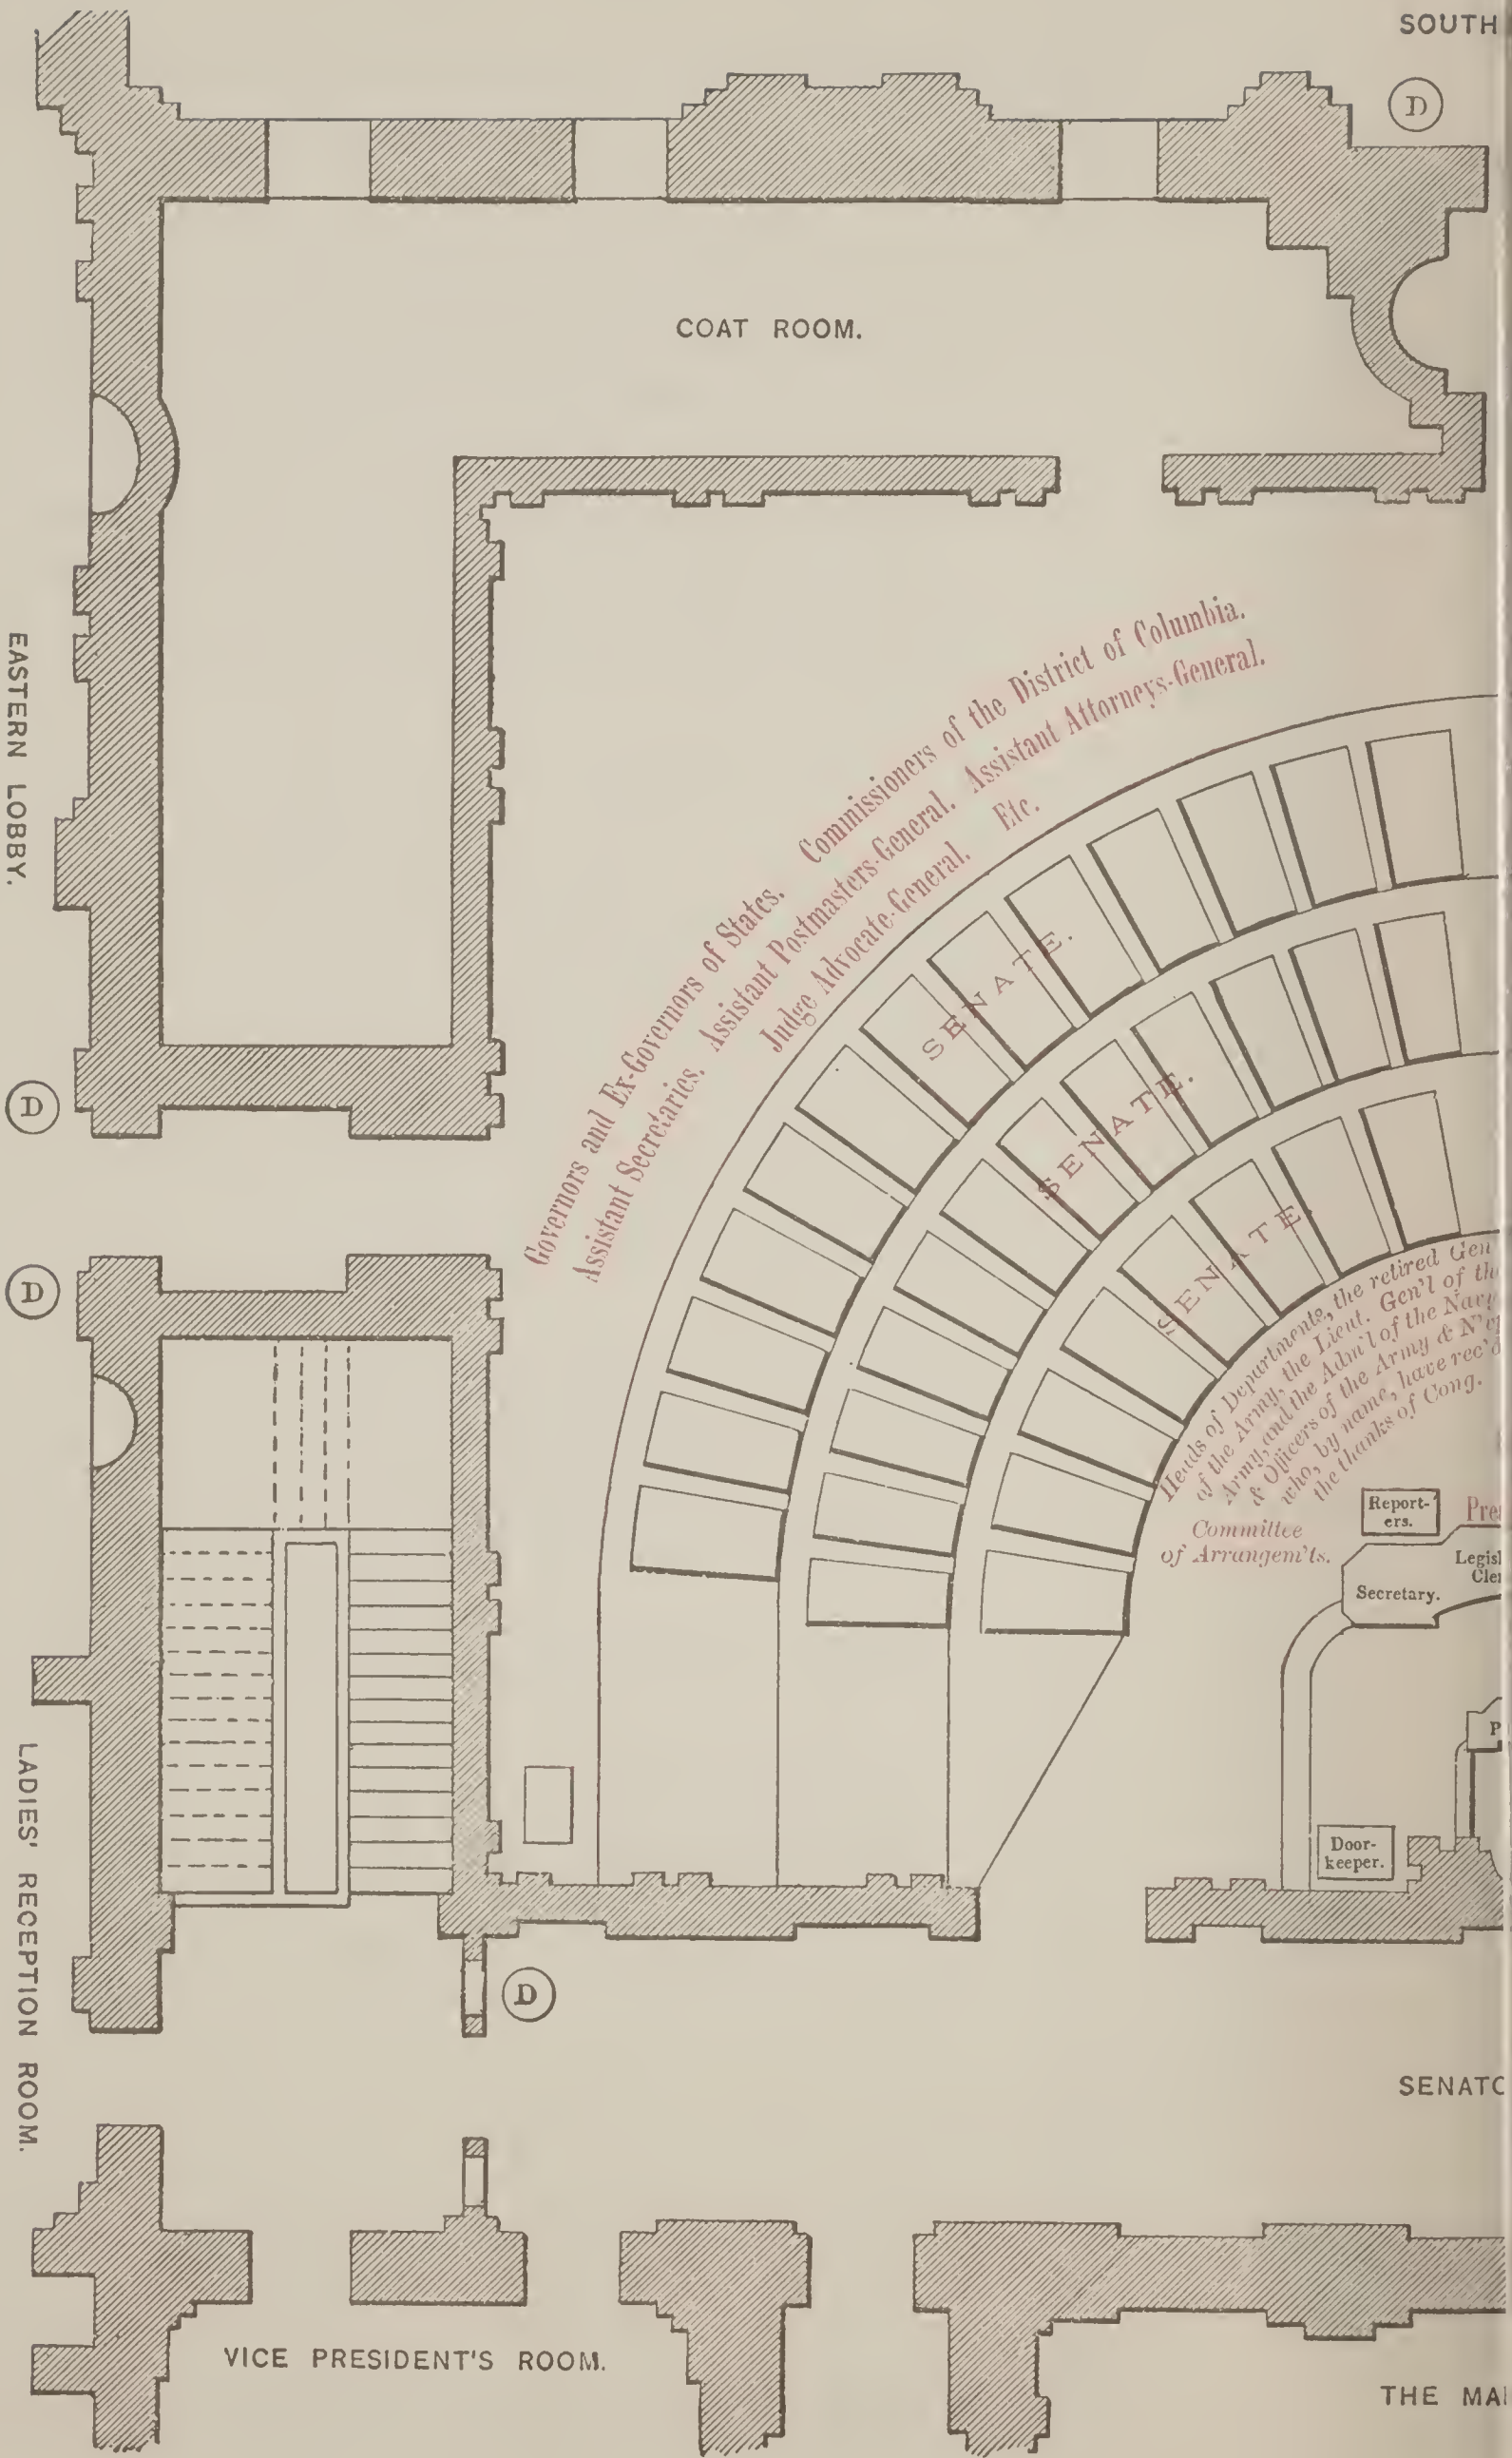 SOUTH
D
COAT ROOM.
EASTERN LOBBY.
Governors and Ex-Governors of States. Commissioners of the District of Columbia.
Assistant Secretaries. Assistant Postmasters-General. Assistant Attorneys-General.
Judge Advocate-General. Etc.
SENATE.
SENATE.
SENATE.
D
D
Heads of Departments, the retired Gen
of the Army, the Lieut. Gen'l of the
Army, and the Adm'l of the Navy
& Officers of the Army & N'vy
who, by name, have rec'd
the thanks of Cong.
Committee
of Arrangem'ts.
Report-
ers.
Pre
Legisl
Cle
Secretary.
P
Door-
keeper.
LADIES' RECEPTION ROOM.
D
SENATO
VICE PRESIDENT'S ROOM.
THE MA